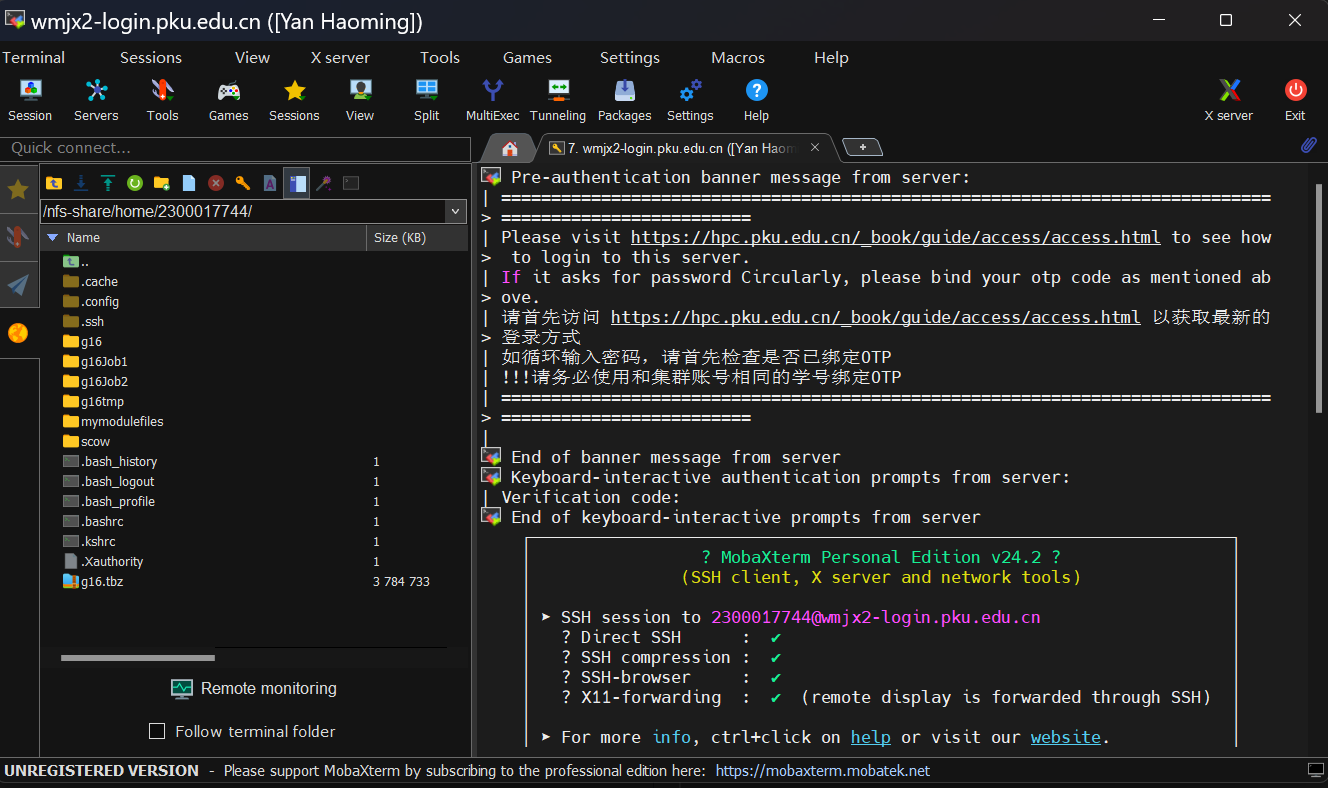 wmjx2-login.pku.edu.cn ([Yan Haoming])
Terminal Sessions View X server Tools Games Settings Macros Help
Session Servers Tools Games Sessions View Split MultiExec Tunneling Packages Settings Help X server Exit
Quick connect...
7. wmjx2-login.pku.edu.cn ([Yan Haom
/nfs-share/home/2300017744/
Name Size (KB)
..
.cache
.config
.ssh
g16
g16Job1
g16Job2
g16tmp
mymodulefiles
scow
.bash_history 1
.bash_logout 1
.bash_profile 1
.bashrc 1
.kshrc 1
.Xauthority 1
g16.tbz 3 784 733
Remote monitoring
Follow terminal folder
Pre-authentication banner message from server:
| =============================================================================
> =========================
| Please visit https://hpc.pku.edu.cn/_book/guide/access/access.html to see how
>  to login to this server.
| If it asks for password Circularly, please bind your otp code as mentioned ab
> ove.
| 请首先访问 https://hpc.pku.edu.cn/_book/guide/access/access.html 以获取最新的
> 登录方式
| 如循环输入密码，请首先检查是否已绑定OTP
| !!!请务必使用和集群账号相同的学号绑定OTP
| =============================================================================
> =========================
|
End of banner message from server
Keyboard-interactive authentication prompts from server:
| Verification code:
End of keyboard-interactive prompts from server
? MobaXterm Personal Edition v24.2 ?
(SSH client, X server and network tools)
➤ SSH session to 2300017744@wmjx2-login.pku.edu.cn
? Direct SSH : ✔
? SSH compression : ✔
? SSH-browser : ✔
? X11-forwarding : ✔ (remote display is forwarded through SSH)
➤ For more info, ctrl+click on help or visit our website.
UNREGISTERED VERSION - Please support MobaXterm by subscribing to the professional edition here: https://mobaxterm.mobatek.net